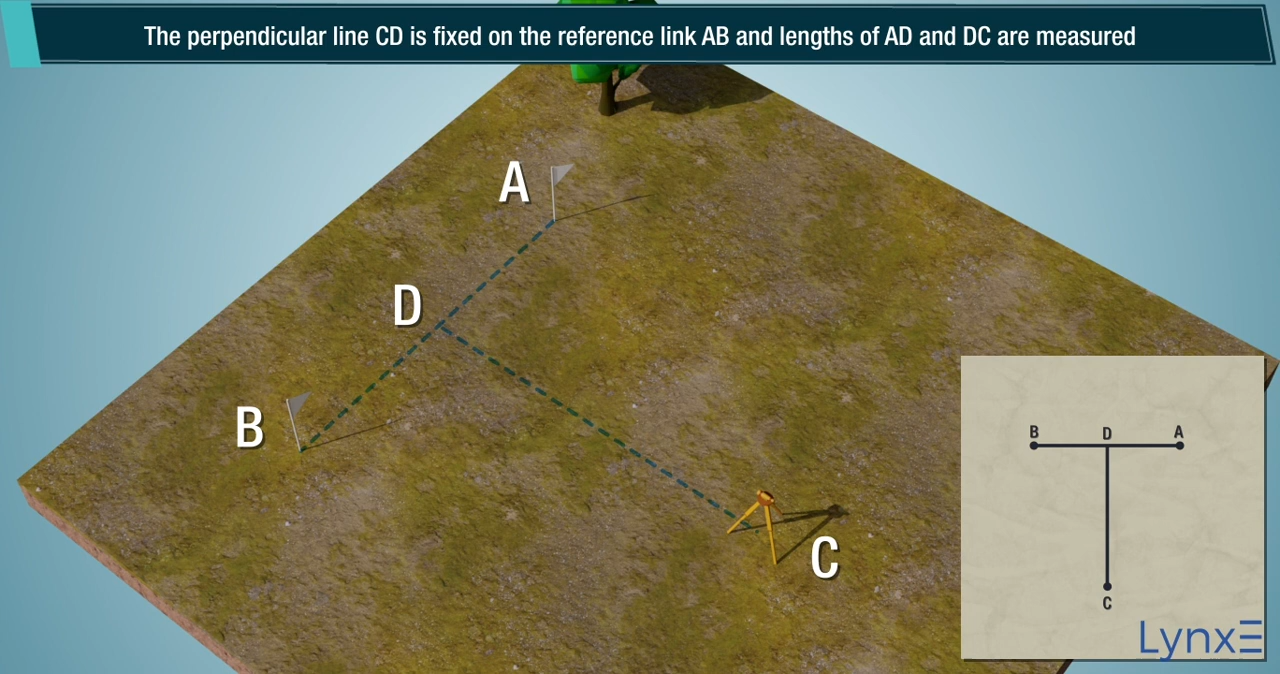 The perpendicular line CD is fixed on the reference link AB and lengths of AD and DC are measured
A
D
B
C
B D A
C
Lynx